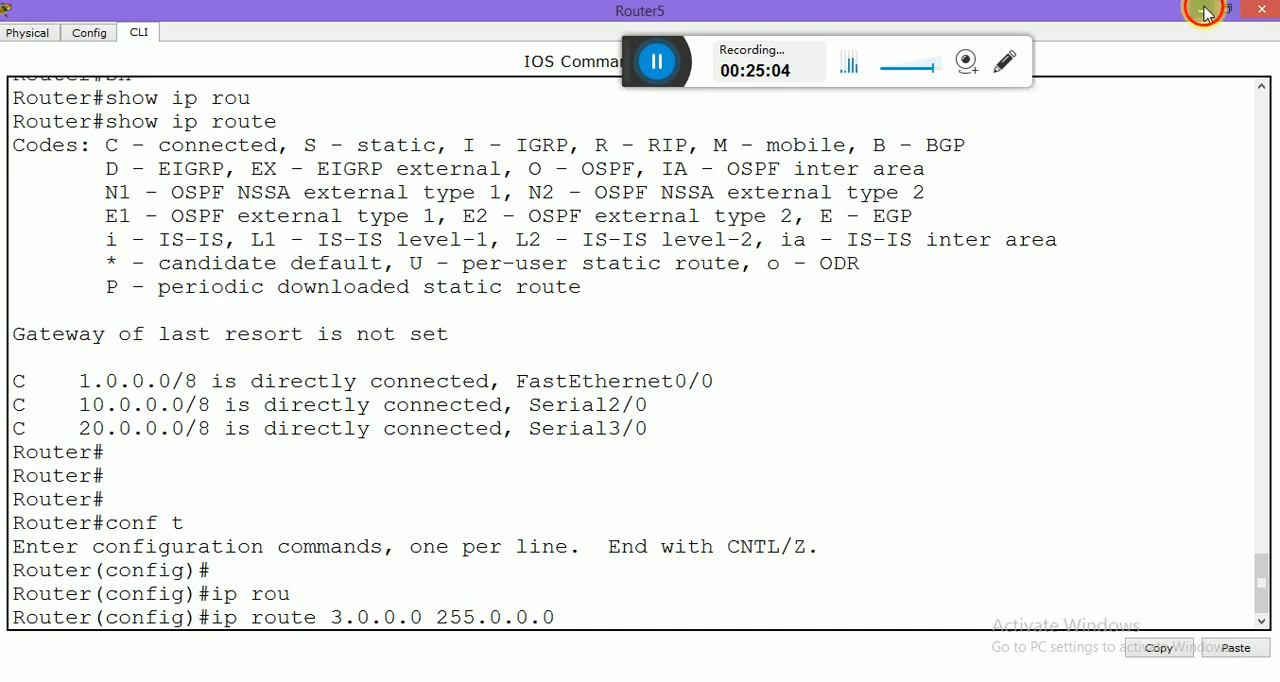 Router5
Physical Config CLI
IOS Comma
Recording...
00:25:04
Router#sh
Router#show ip rou
Router#show ip route
Codes: C - connected, S - static, I - IGRP, R - RIP, M - mobile, B - BGP
D - EIGRP, EX - EIGRP external, O - OSPF, IA - OSPF inter area
N1 - OSPF NSSA external type 1, N2 - OSPF NSSA external type 2
E1 - OSPF external type 1, E2 - OSPF external type 2, E - EGP
i - IS-IS, L1 - IS-IS level-1, L2 - IS-IS level-2, ia - IS-IS inter area
* - candidate default, U - per-user static route, o - ODR
P - periodic downloaded static route
Gateway of last resort is not set
C 1.0.0.0/8 is directly connected, FastEthernet0/0
C 10.0.0.0/8 is directly connected, Serial2/0
C 20.0.0.0/8 is directly connected, Serial3/0
Router#
Router#
Router#
Router#conf t
Enter configuration commands, one per line. End with CNTL/Z.
Router(config)#
Router(config)#ip rou
Router(config)#ip route 3.0.0.0 255.0.0.0
Activate Windows
Go to PC settings to activate Windows.
Copy Paste